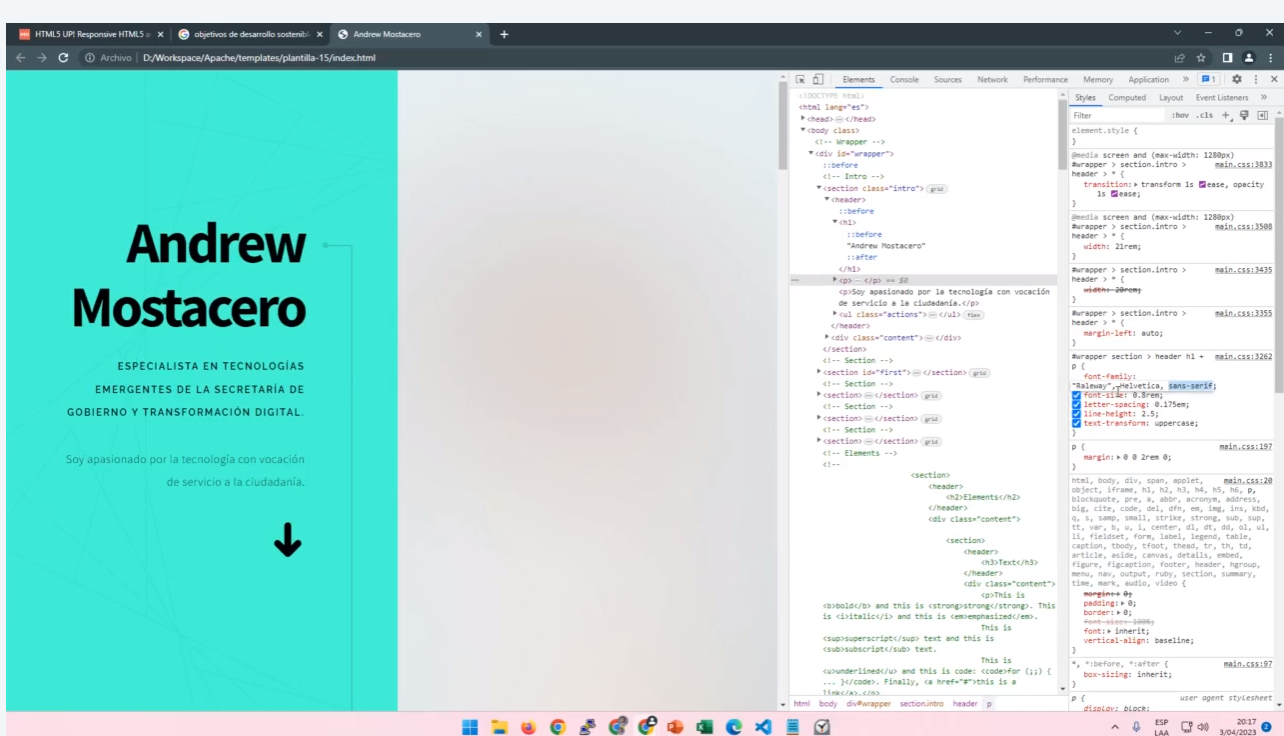 HTML5 UP! Responsive HTML5 a
objetivos de desarrollo sostenibl
Andrew Mostacero
Archivo | D:/Workspace/Apache/templates/plantilla-15/index.html
Andrew
Mostacero
ESPECIALISTA EN TECNOLOGÍAS
EMERGENTES DE LA SECRETARÍA DE
GOBIERNO Y TRANSFORMACIÓN DIGITAL.
Soy apasionado por la tecnología con vocación
de servicio a la ciudadanía.
Elements Console Sources Network Performance Memory Application » 1
<!DOCTYPE html>
<html lang="es">
<head></head>
<body class>
<!-- Wrapper -->
<div id="wrapper">
::before
<!-- Intro -->
<section class="intro"> grid
<header>
::before
<h1>
::before
"Andrew Mostacero"
::after
</h1>
<p></p> == $0
<p>Soy apasionado por la tecnología con vocación
de servicio a la ciudadanía.</p>
<ul class="actions"></ul> flex
</header>
<div class="content"></div>
</section>
<!-- Section -->
<section id="first"></section> grid
<!-- Section -->
<section></section> grid
<!-- Section -->
<section></section> grid
<!-- Section -->
<section></section> grid
<!-- Elements -->
<!--
<section>
<header>
<h2>Elements</h2>
</header>
<div class="content">
<section>
<header>
<h3>Text</h3>
</header>
<div class="content">
<p>This is
<b>bold</b> and this is <strong>strong</strong>. This
is <i>italic</i> and this is <em>emphasized</em>.
This is
<sup>superscript</sup> text and this is
<sub>subscript</sub> text.
This is
<u>underlined</u> and this is code: <code>for (;;) {
... }</code>. Finally, <a href="#">this is a
link</a>.</p>
html body div#wrapper section.intro header p
Styles Computed Layout Event Listeners »
Filter :hov .cls +
element.style {
}
@media screen and (max-width: 1280px)
#wrapper > section.intro > main.css:3833
header > * {
transition: transform 1s ease, opacity
1s ease;
}
@media screen and (max-width: 1280px)
#wrapper > section.intro > main.css:3508
header > * {
width: 21rem;
}
#wrapper > section.intro > main.css:3435
header > * {
width: 20rem;
}
#wrapper > section.intro > main.css:3355
header > * {
margin-left: auto;
}
#wrapper section > header h1 + main.css:3262
p {
font-family:
"Raleway", Helvetica, sans-serif;
font-size: 0.8rem;
letter-spacing: 0.175em;
line-height: 2.5;
text-transform: uppercase;
}
p { main.css:197
margin: 0 0 2rem 0;
}
html, body, div, span, applet, main.css:20
object, iframe, h1, h2, h3, h4, h5, h6, p,
blockquote, pre, a, abbr, acronym, address,
big, cite, code, del, dfn, em, img, ins, kbd,
q, s, samp, small, strike, strong, sub, sup,
tt, var, b, u, i, center, dl, dt, dd, ol, ul,
li, fieldset, form, label, legend, table,
caption, tbody, tfoot, thead, tr, th, td,
article, aside, canvas, details, embed,
figure, figcaption, footer, header, hgroup,
menu, nav, output, ruby, section, summary,
time, mark, audio, video {
margin: 0;
padding: 0;
border: 0;
font-size: 100%;
font: inherit;
vertical-align: baseline;
}
*, *:before, *:after { main.css:97
box-sizing: inherit;
}
p { user agent stylesheet
display: block;
ESP
LAA
20:17
3/04/2023
2